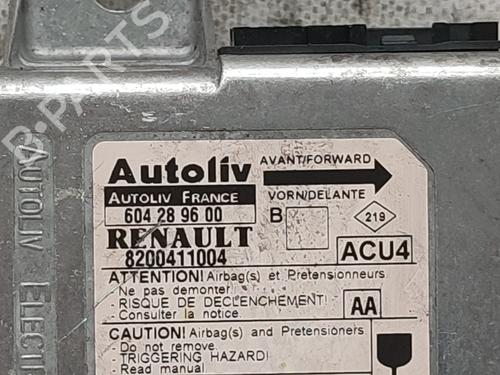 B-PARTS
AUTOLIV ELECT
Autoliv
AVANT/FORWARD
AUTOLIV FRANCE
VORN/DELANTE
604 28 96 00
B
219
RENAULT
8200411004
ACU4
ATTENTION! Airbag(s) et Pretensionneurs
- Ne pas demonter!
- RISQUE DE DECLENCHEMENT!
- Consulter la notice.
AA
CAUTION! Airbag(s) and Pretensioners
- Do not remove!
- TRIGGERING HAZARD!
- Read manual